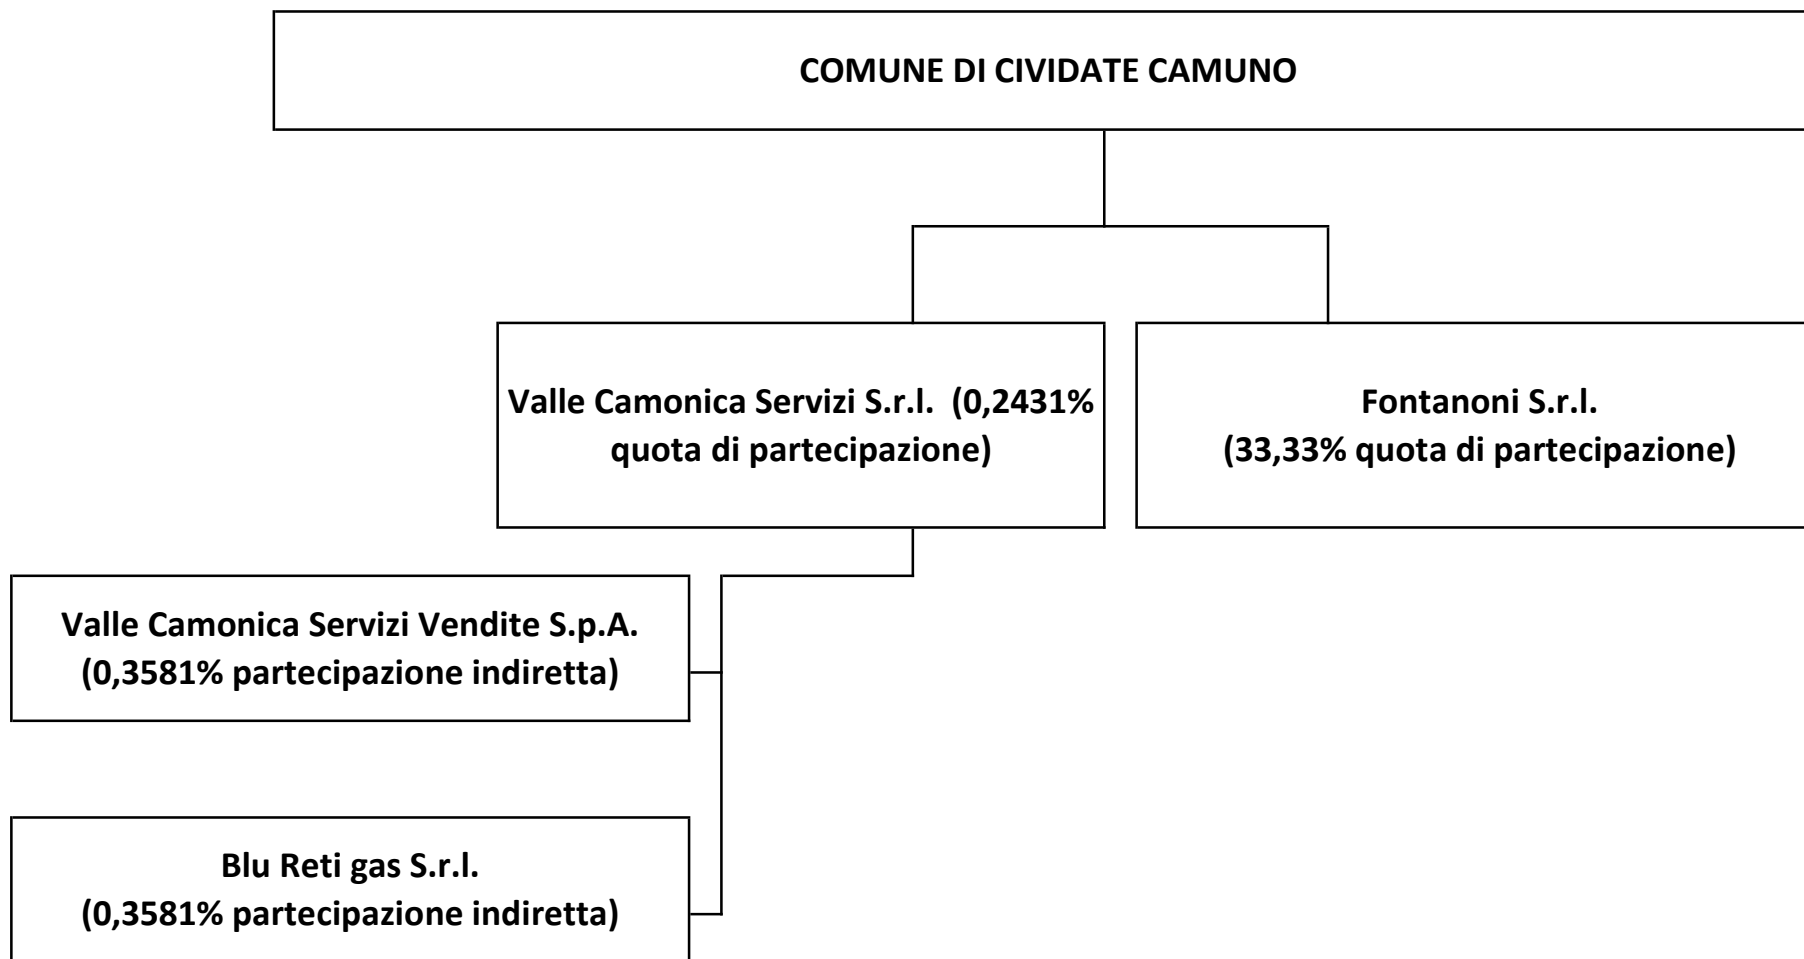 COMUNE DI CIVIDATE CAMUNO
Valle Camonica Servizi S.r.l.  (0,2431%
quota di partecipazione)
Fontanoni S.r.l.
(33,33% quota di partecipazione)
Valle Camonica Servizi Vendite S.p.A.
(0,3581% partecipazione indiretta)
Blu Reti gas S.r.l.
(0,3581% partecipazione indiretta)